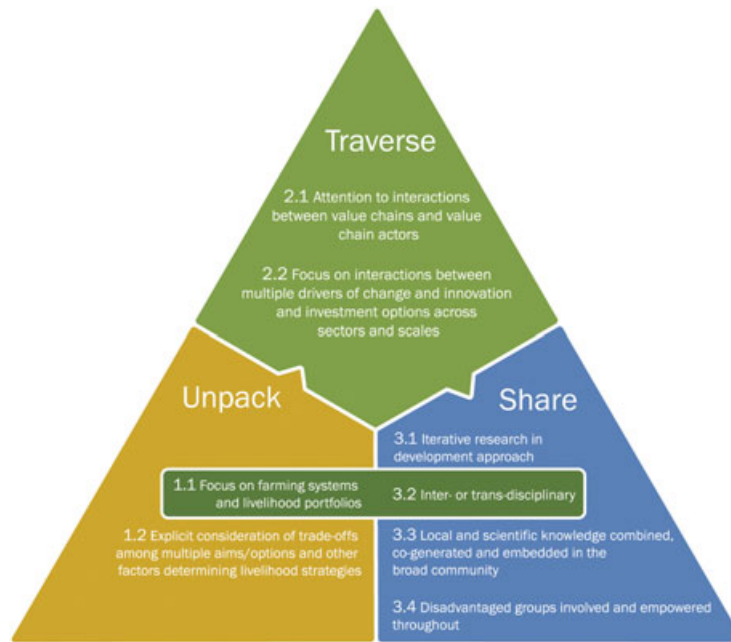 Traverse
2.1 Attention to interactions
between value chains and value
chain actors
2.2 Focus on interactions between
multiple drivers of change and innovation
and investment options across
sectors and scales
Unpack
1.1 Focus on farming systems
and livelihood portfolios
1.2 Explicit consideration of trade-offs
among multiple aims/options and other
factors determining livelihood strategies
Share
3.1 Iterative research in
development approach
3.2 Inter- or trans-disciplinary
3.3 Local and scientific knowledge combined,
co-generated and embedded in the
broad community
3.4 Disadvantaged groups involved and empowered
throughout